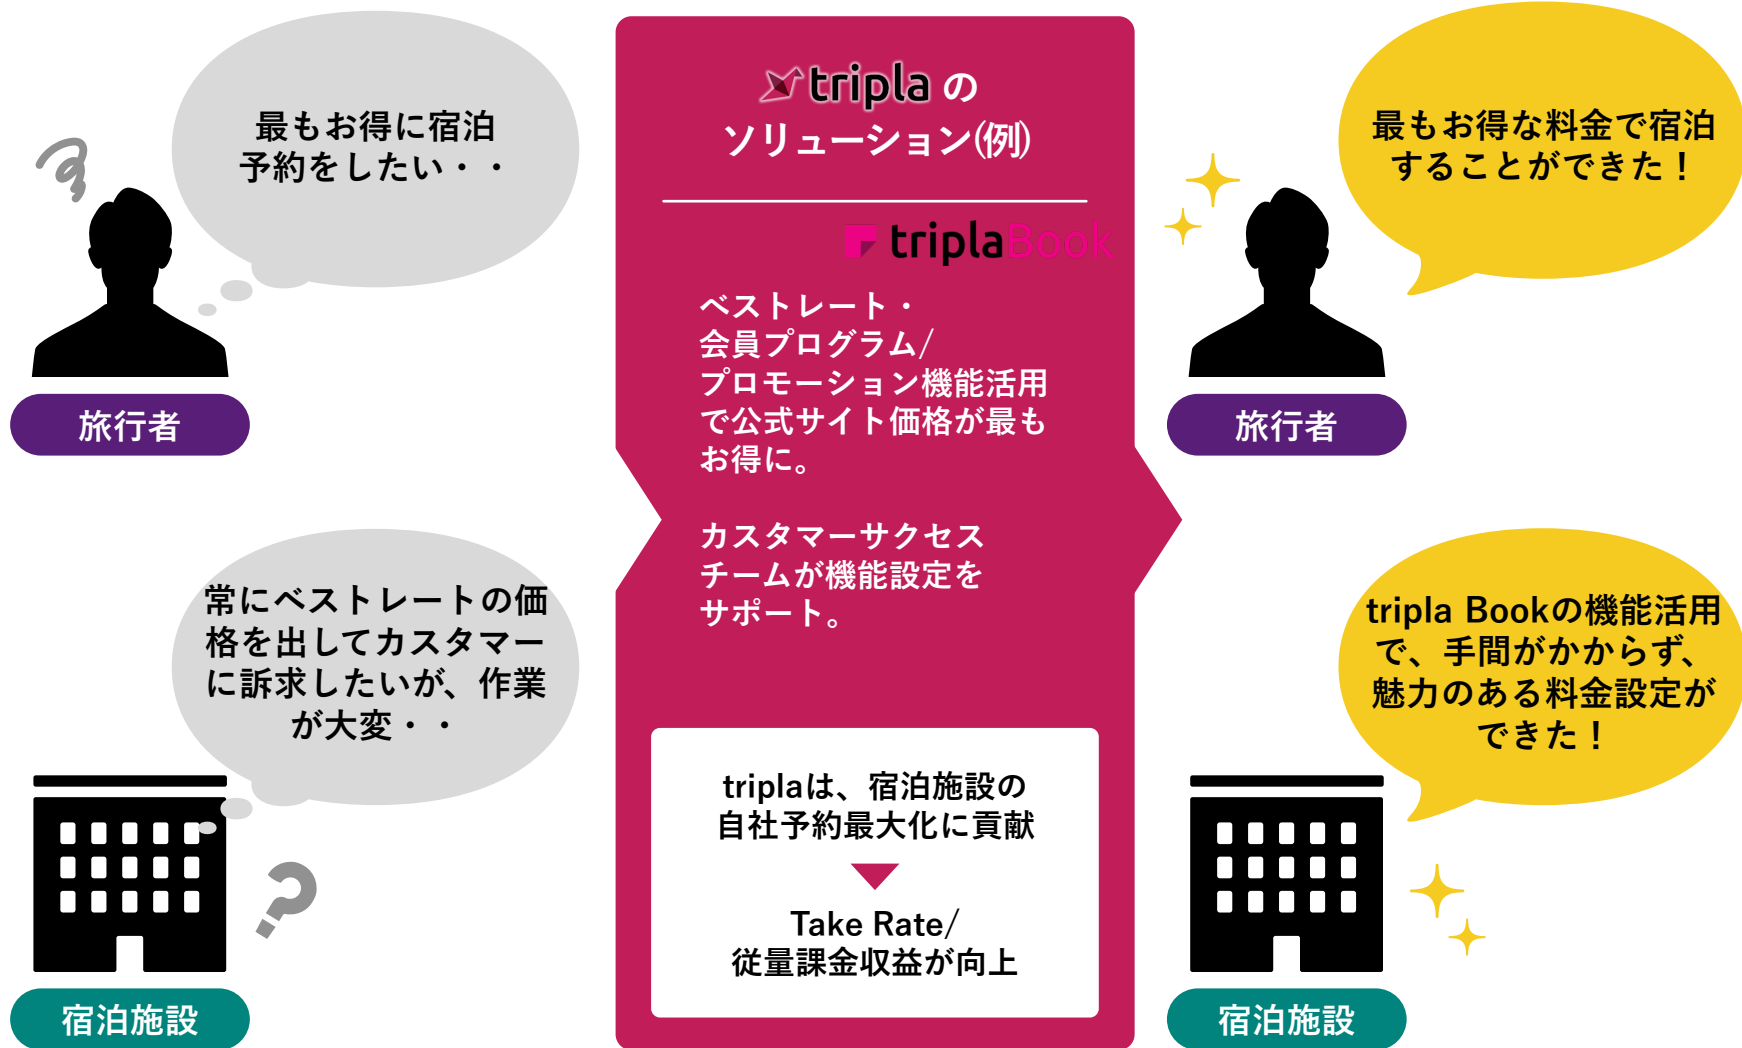 最もお得に宿泊
予約をしたい・・
旅行者
常にベストレートの価
格を出してカスタマー
に訴求したいが、作業
が大変・・
宿泊施設
tripla の
ソリューション(例)
tripla Book
ベストレート・
会員プログラム/
プロモーション機能活用
で公式サイト価格が最も
お得に。
カスタマーサクセス
チームが機能設定を
サポート。
triplaは、宿泊施設の
自社予約最大化に貢献
Take Rate/
従量課金収益が向上
最もお得な料金で宿泊
することができた！
旅行者
tripla Bookの機能活用
で、手間がかからず、
魅力のある料金設定が
できた！
宿泊施設